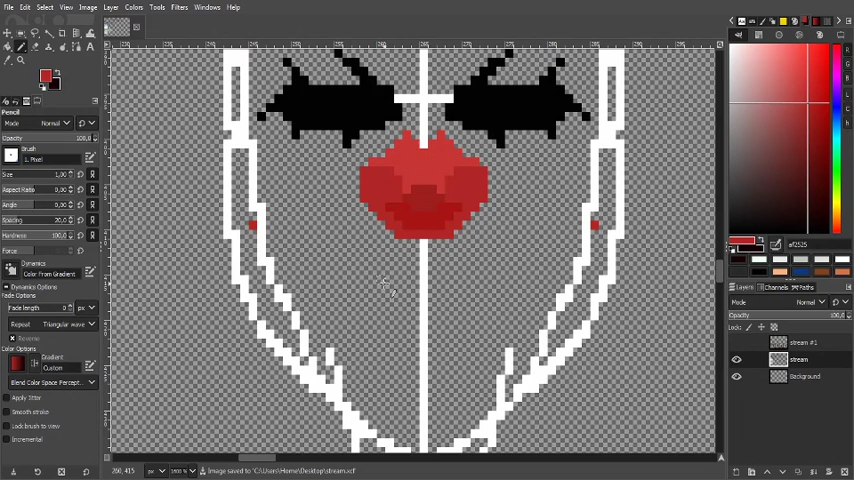 File Edit Select View Image Layer Colors Tools Filters Windows Help
Pencil
Mode Normal
Opacity 100,0
Brush
1. Pixel
Size 1,00
Aspect Ratio 0,00
Angle 0,00
Spacing 20,0
Hardness 100,0
Force
Dynamics
Color From Gradient
Dynamics Options
Fade Options
Fade length 0 px
Repeat Triangular wave
Reverse
Color Options
Gradient
Custom
Blend Color Space Percept...
Apply Jitter
Smooth stroke
Lock brush to view
Incremental
260, 415 px 1600 % Image saved to 'C:\Users\Home\Desktop\stream.xcf'
R
G
B
L
C
h
af2525
Layers Channels Paths
Mode Normal
Opacity 100,0
Lock:
stream #1
stream
Background